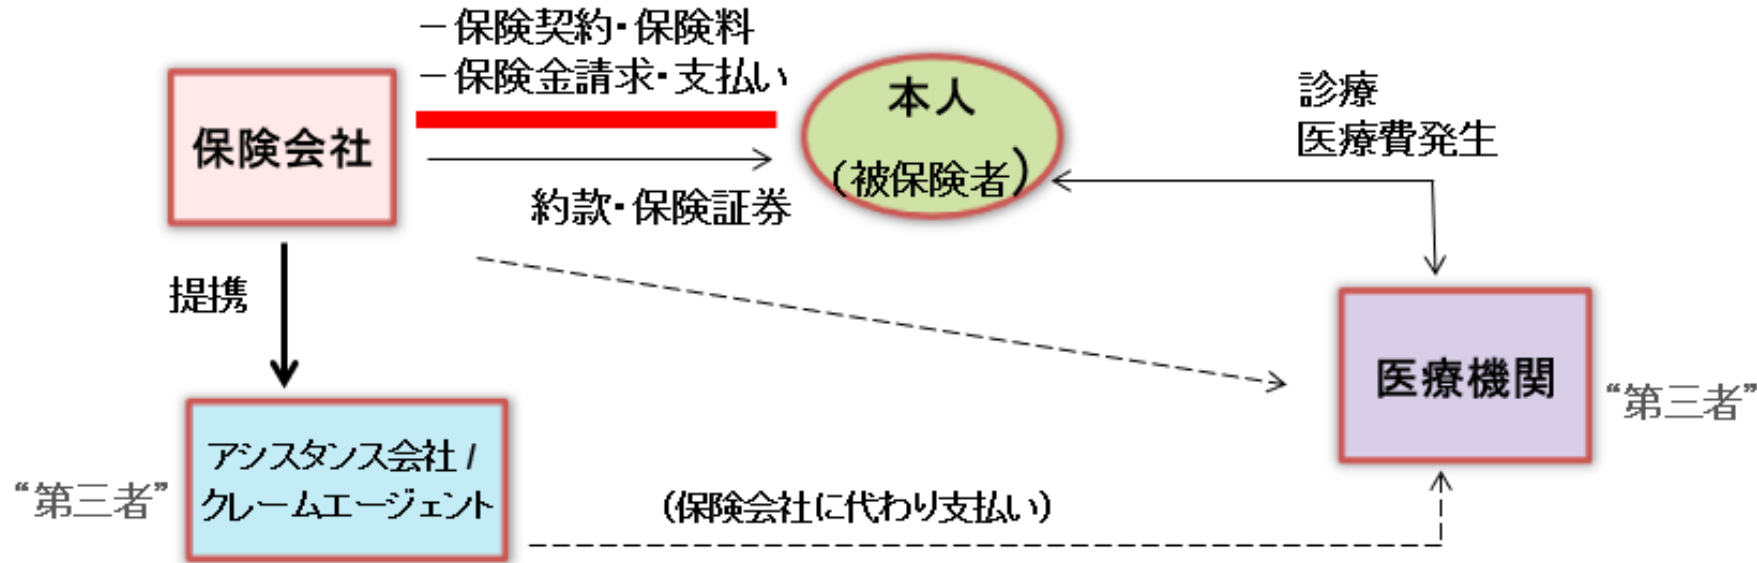 －保険契約・保険料
－保険金請求・支払い
保険会社
本人
(被保険者)
約款・保険証券
診療
医療費発生
提携
医療機関
“第三者”
アシスタンス会社 /
クレームエージェント
“第三者”
(保険会社に代わり支払い)